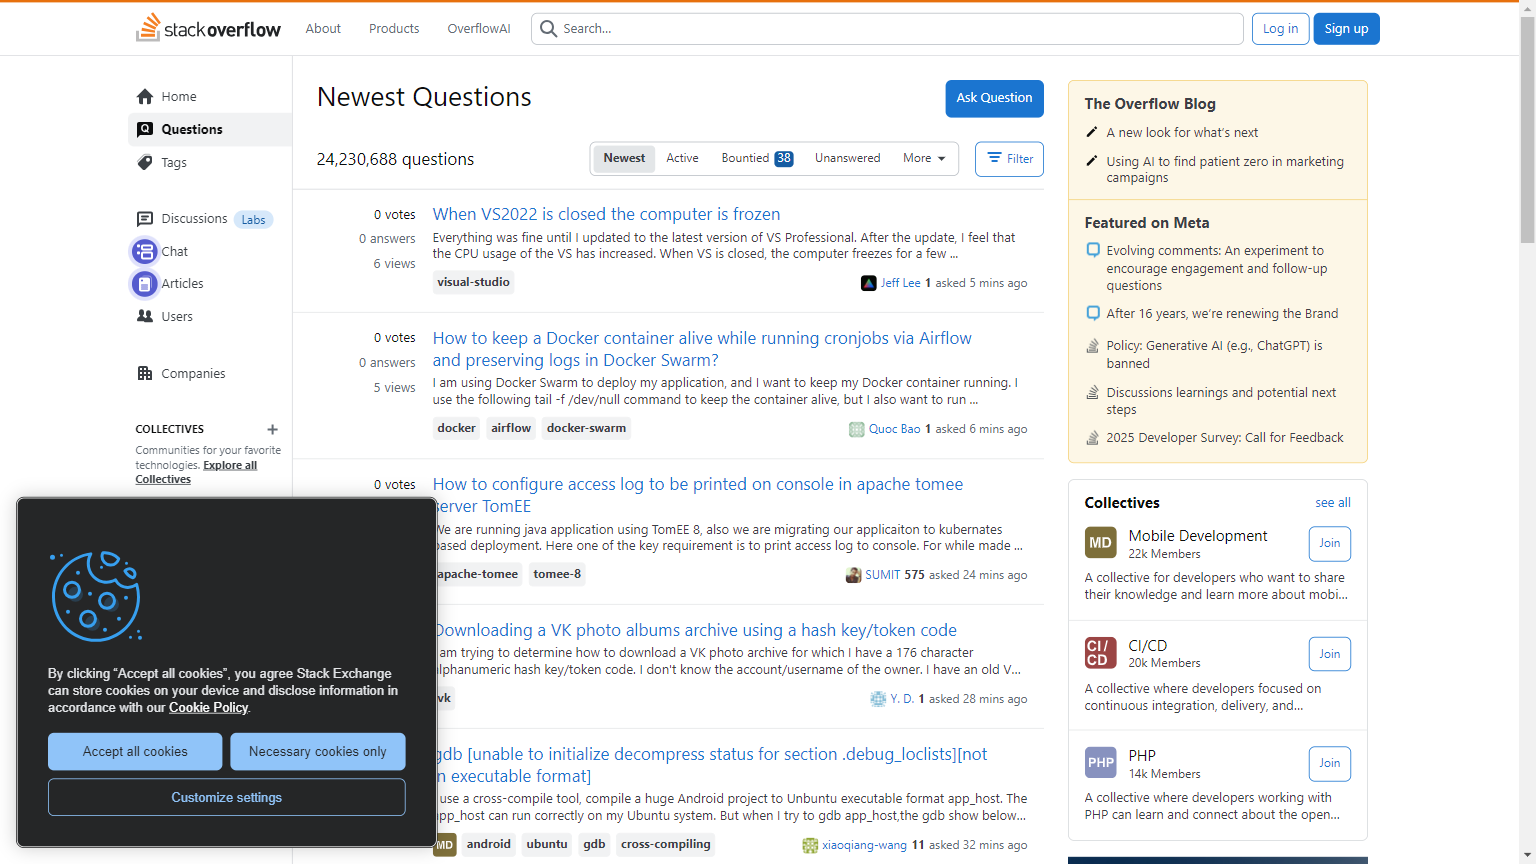 stackoverflow
About
Products
OverflowAI
Search...
Log in
Sign up
Home
Questions
Tags
Discussions Labs
Chat
Articles
Users
Companies
COLLECTIVES
Communities for your favorite
technologies. Explore all
Collectives
Newest Questions
Ask Question
24,230,688 questions
Newest
Active
Bountied 38
Unanswered
More
Filter
0 votes
0 answers
6 views
When VS2022 is closed the computer is frozen
Everything was fine until I updated to the latest version of VS Professional. After the update, I feel that
the CPU usage of the VS has increased. When VS is closed, the computer freezes for a few ...
visual-studio
Jeff Lee 1 asked 5 mins ago
0 votes
0 answers
5 views
How to keep a Docker container alive while running cronjobs via Airflow
and preserving logs in Docker Swarm?
I am using Docker Swarm to deploy my application, and I want to keep my Docker container running. I
use the following tail -f /dev/null command to keep the container alive, but I also want to run ...
docker
airflow
docker-swarm
Quoc Bao 1 asked 6 mins ago
0 votes
How to configure access log to be printed on console in apache tomee
server TomEE
We are running java application using TomEE 8, also we are migrating our applicaiton to kubernates
based deployment. Here one of the key requirement is to print access log to console. For while made ...
apache-tomee
tomee-8
SUMIT 575 asked 24 mins ago
Downloading a VK photo albums archive using a hash key/token code
am trying to determine how to download a VK photo archive for which I have a 176 character
alphanumeric hash key/token code. I don't know the account/username of the owner. I have an old V...
vk
Y. D. 1 asked 28 mins ago
gdb [unable to initialize decompress status for section .debug_loclists][not
in executable format]
use a cross-compile tool, compile a huge Android project to Unbuntu executable format app_host. The
app_host can run correctly on my Ubuntu system. But when I try to gdb app_host,the gdb show below...
MD
android
ubuntu
gdb
cross-compiling
xiaoqiang-wang 11 asked 32 mins ago
The Overflow Blog
A new look for what's next
Using AI to find patient zero in marketing
campaigns
Featured on Meta
Evolving comments: An experiment to
encourage engagement and follow-up
questions
After 16 years, we're renewing the Brand
Policy: Generative AI (e.g., ChatGPT) is
banned
Discussions learnings and potential next
steps
2025 Developer Survey: Call for Feedback
Collectives
see all
MD
Mobile Development
22k Members
Join
A collective for developers who want to share
their knowledge and learn more about mobi...
CI/
CD
CI/CD
20k Members
Join
A collective where developers focused on
continuous integration, delivery, and...
PHP
PHP
14k Members
Join
A collective where developers working with
PHP can learn and connect about the open...
By clicking “Accept all cookies”, you agree Stack Exchange
can store cookies on your device and disclose information in
accordance with our Cookie Policy.
Accept all cookies
Necessary cookies only
Customize settings